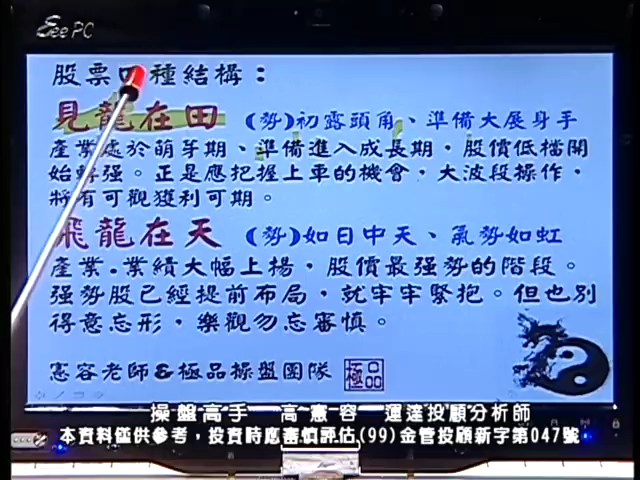 Eee PC
股票四種結構：
見龍在田 (勢)初露頭角、準備大展身手
產業處於萌芽期、準備進入成長期，股價低檔開
始轉强。正是應把握上車的機會，大波段操作，
將有可觀獲利可期。
飛龍在天 (勢)如日中天、氣勢如虹
產業.業績大幅上揚，股價最强勢的階段。
强勢股已經提前布局，就牢牢緊抱。但也別
得意忘形，樂觀勿忘審慎。
憲容老師&極品操盤團隊 極品
操盤高手 高憲容 運達投顧分析師
本資料僅供參考，投資時應審慎評估(99)金管投顧新字第047號